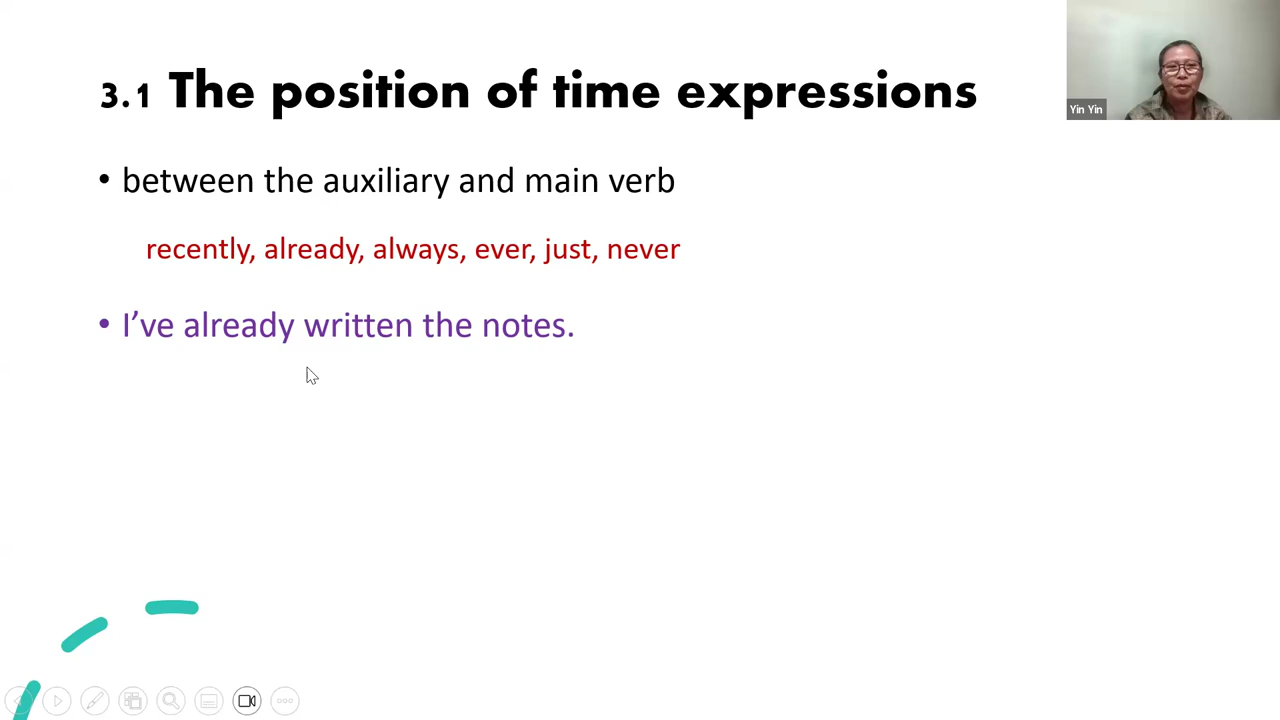 3.1 The position of time expressions
Yin Yin
• between the auxiliary and main verb
recently, already, always, ever, just, never
• I’ve already written the notes.